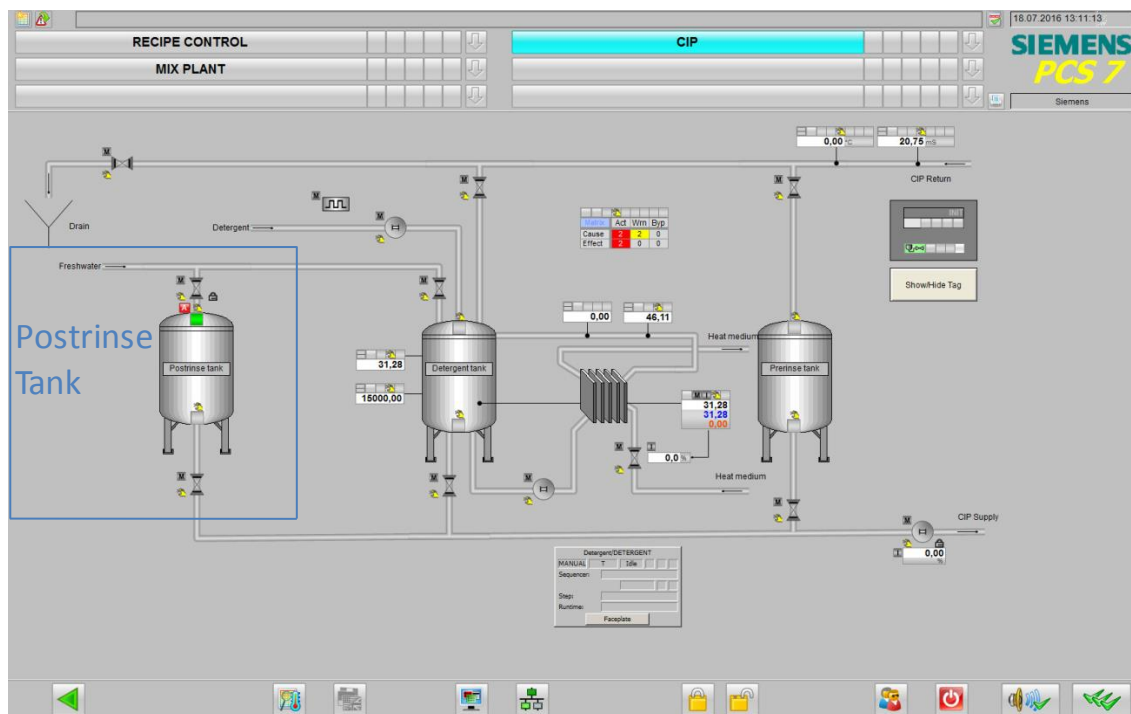 18.07.2016 13:11:13
RECIPE CONTROL
CIP
SIEMENS
MIX PLANT
PCS 7
Siemens
0,00 °C
20,75 mS
CIP Return
M
M
M
M
INIT
M
Drain
Detergent
Matrix Act Wrn Byp
Cause 2 2 0
Effect 2 0 0
Freshwater
M
M
Show/Hide Tag
A
0,00
46,11
Postrinse
Tank
Heat medium
31,28
Postrinse tank
Detergent tank
Prerinse tank
15000,00
31,28
31,28
0,00
M
I
0,0 %
M
M
M
Heat medium
M
CIP Supply
M
I
0,00
%
Detergent/DETERGENT
MANUAL T Idle
Sequencer:
Step:
Runtime:
Faceplate